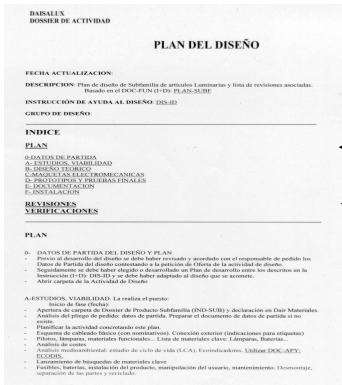 DAISALUX
DOSSIER DE ACTIVIDAD
PLAN DEL DISEÑO
FECHA ACTUALIZACION:
DESCRIPCION: Plan de diseño de Subfamilia de artículos Luminarias y lista de revisiones asociadas.
Basado en el DOC-FUN (I+D): PLAN-SUBF
INSTRUCCIÓN DE AYUDA AL DISEÑO: DIS-ID
GRUPO DE DISEÑO:
INDICE
PLAN
0-DATOS DE PARTIDA
A- ESTUDIOS, VIABILIDAD
B- DISEÑO TEORICO
C-MAQUETAS ELECTROMECANICAS
D- PROTOTIPOS Y PRUEBAS FINALES
E- DOCUMENTACION
F- INSTALACION
REVISIONES
VERIFICACIONES
PLAN
0- DATOS DE PARTIDA DEL DISEÑO Y PLAN
- Previo al desarrollo del diseño se debe haber revisado y acordado con el responsable de pedido los
Datos de Partida del diseño contestando a la petición de Oferta de la actividad de diseño.
- Seguidamente se debe haber elegido o desarrollado un Plan de desarrollo entre los descritos en la
Instrucción (I+D): DIS-ID y se debe haber adaptado al diseño que se acomete.
- Abrir carpeta de la Actividad de Diseño
A-ESTUDIOS, VIABILIDAD. La realiza el puesto:
Inicio de fase (fecha):
- Apertura de carpeta Dossier de Producto Subfamilia (IND-SUB) y declaración en Dair Materiales.
- Análisis del pliego de pedido: datos de partida. Preparar el documento de datos de partida si no
existe.
- Planificar la actividad concretando este plan.
- Esquema de cableado básico (con nominativos). Conexión exterior (indicaciones para etiquetas)
- Pilotos, lámparas, materiales funcionales... Lista de materiales clave: Lámparas, Baterías...
- Análisis de costes
- Análisis medioambiental: estudio de ciclo de vida (LCA), Ecoindicadores. Utilizar DOC-APY:
ECODIS.
- Lanzamiento de búsqueda de materiales clave
- Fusibles, baterías, instalación del producto, manipulación del usuario, mantenimiento. Desmontaje,
separación de las partes y reciclado.